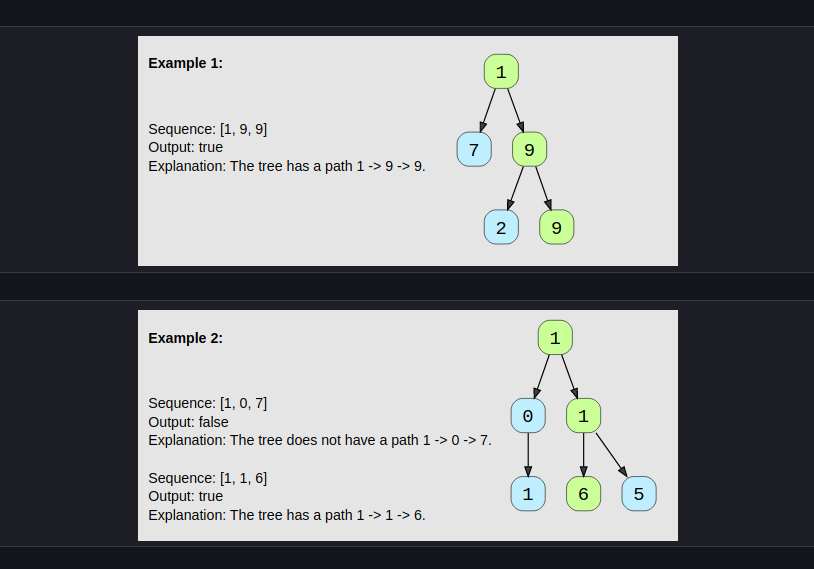 Example 1:
1
Sequence: [1, 9, 9]
Output: true
Explanation: The tree has a path 1 -> 9 -> 9.
7 9
2 9
Example 2:
1
Sequence: [1, 0, 7]
Output: false
Explanation: The tree does not have a path 1 -> 0 -> 7.
0 1
Sequence: [1, 1, 6]
Output: true
Explanation: The tree has a path 1 -> 1 -> 6.
1 6 5